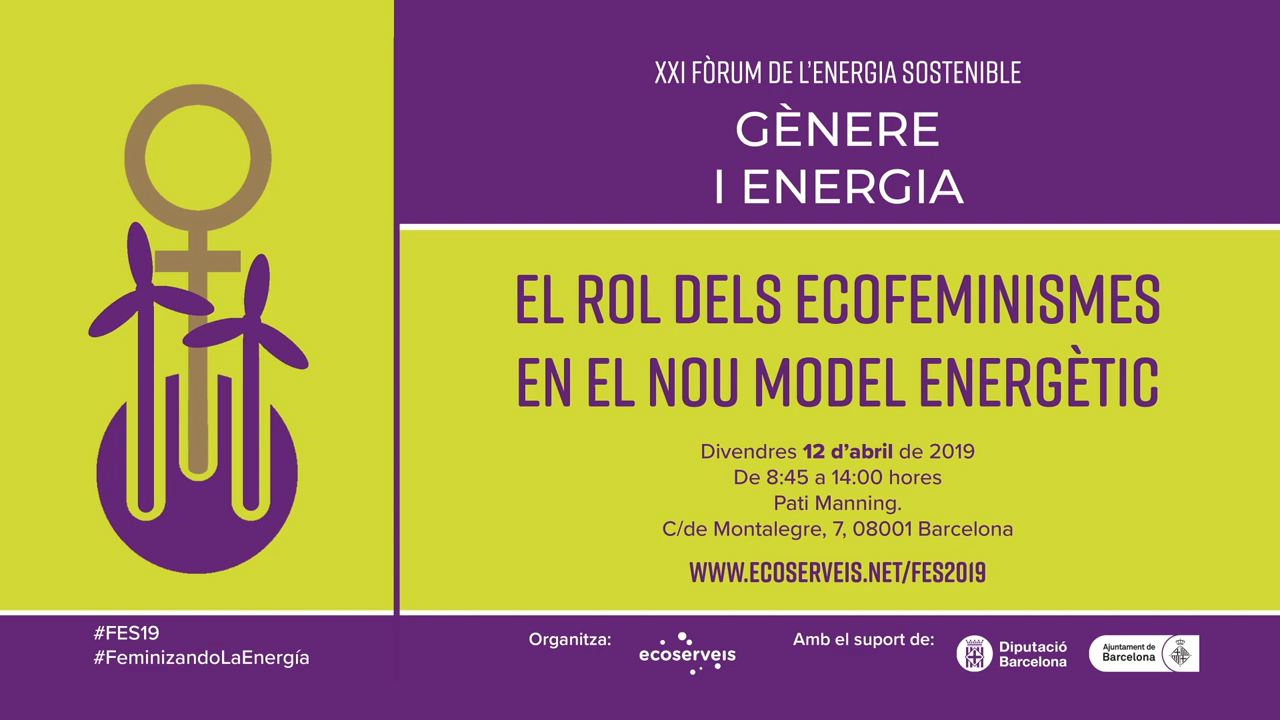 XXI FÒRUM DE L'ENERGIA SOSTENIBLE
GÈNERE
I ENERGIA
EL ROL DELS ECOFEMINISMES
EN EL NOU MODEL ENERGÈTIC
Divendres 12 d'abril de 2019
De 8:45 a 14:00 hores
Pati Manning.
C/de Montalegre, 7, 08001 Barcelona
WWW.ECOSERVEIS.NET/FES2019
#FES19
#FeminizandoLaEnergía
Organitza:
ecoserveis
Amb el suport de:
Diputació
Barcelona
Ajuntament de
Barcelona